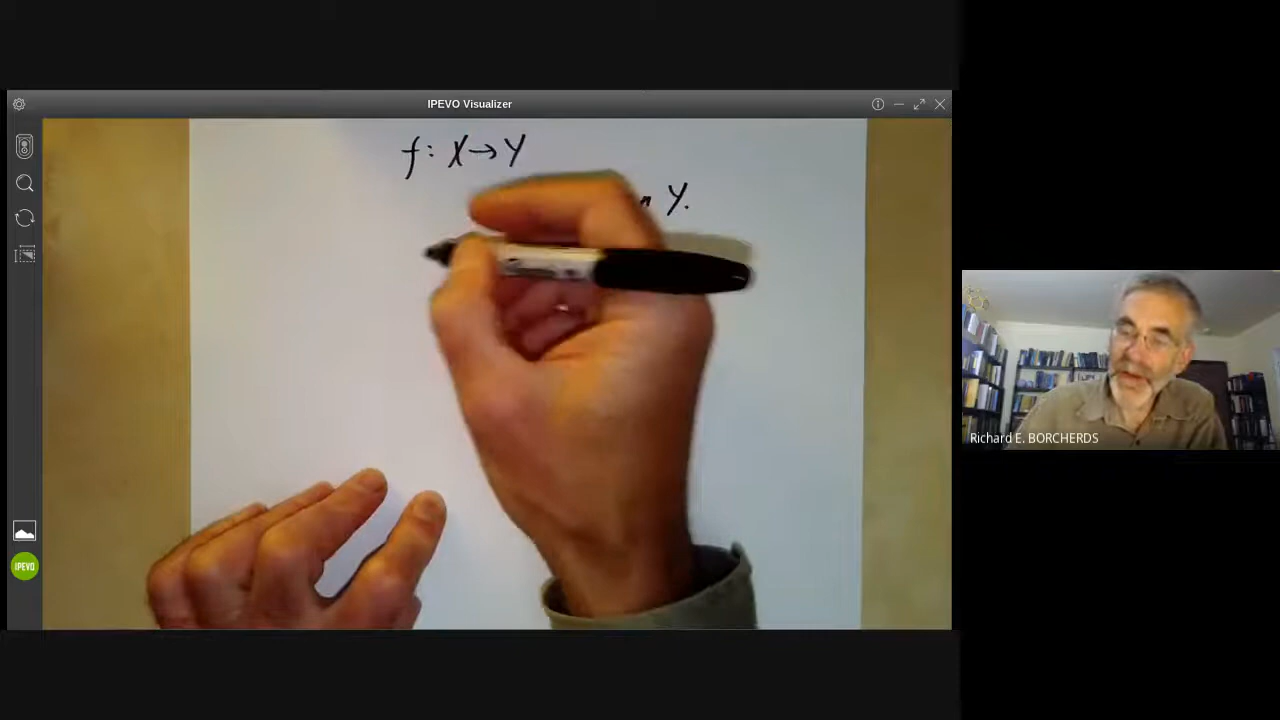 IPEVO Visualizer
f: X→Y
Y.
Richard E. BORCHERDS
IPEVO